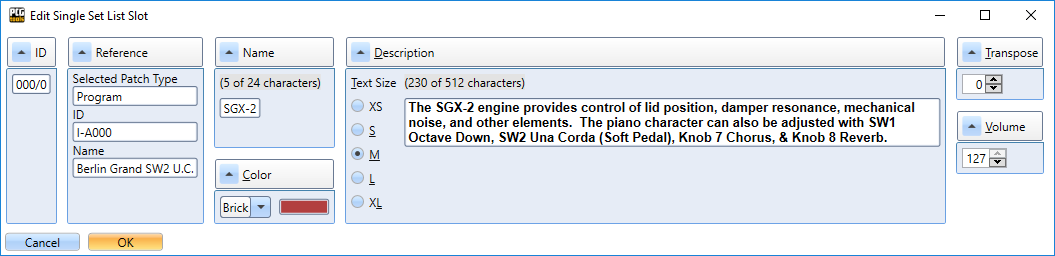 PCG
tools
Edit Single Set List Slot
ID
000/0
Reference
Selected Patch Type
Program
ID
I-A000
Name
Berlin Grand SW2 U.C.
Name
(5 of 24 characters)
SGX-2
Color
Brick
Description
Text Size (230 of 512 characters)
XS
S
M
L
XL
The SGX-2 engine provides control of lid position, damper resonance, mechanical
noise, and other elements.  The piano character can also be adjusted with SW1
Octave Down, SW2 Una Corda (Soft Pedal), Knob 7 Chorus, & Knob 8 Reverb.
Transpose
0
Volume
127
Cancel
OK